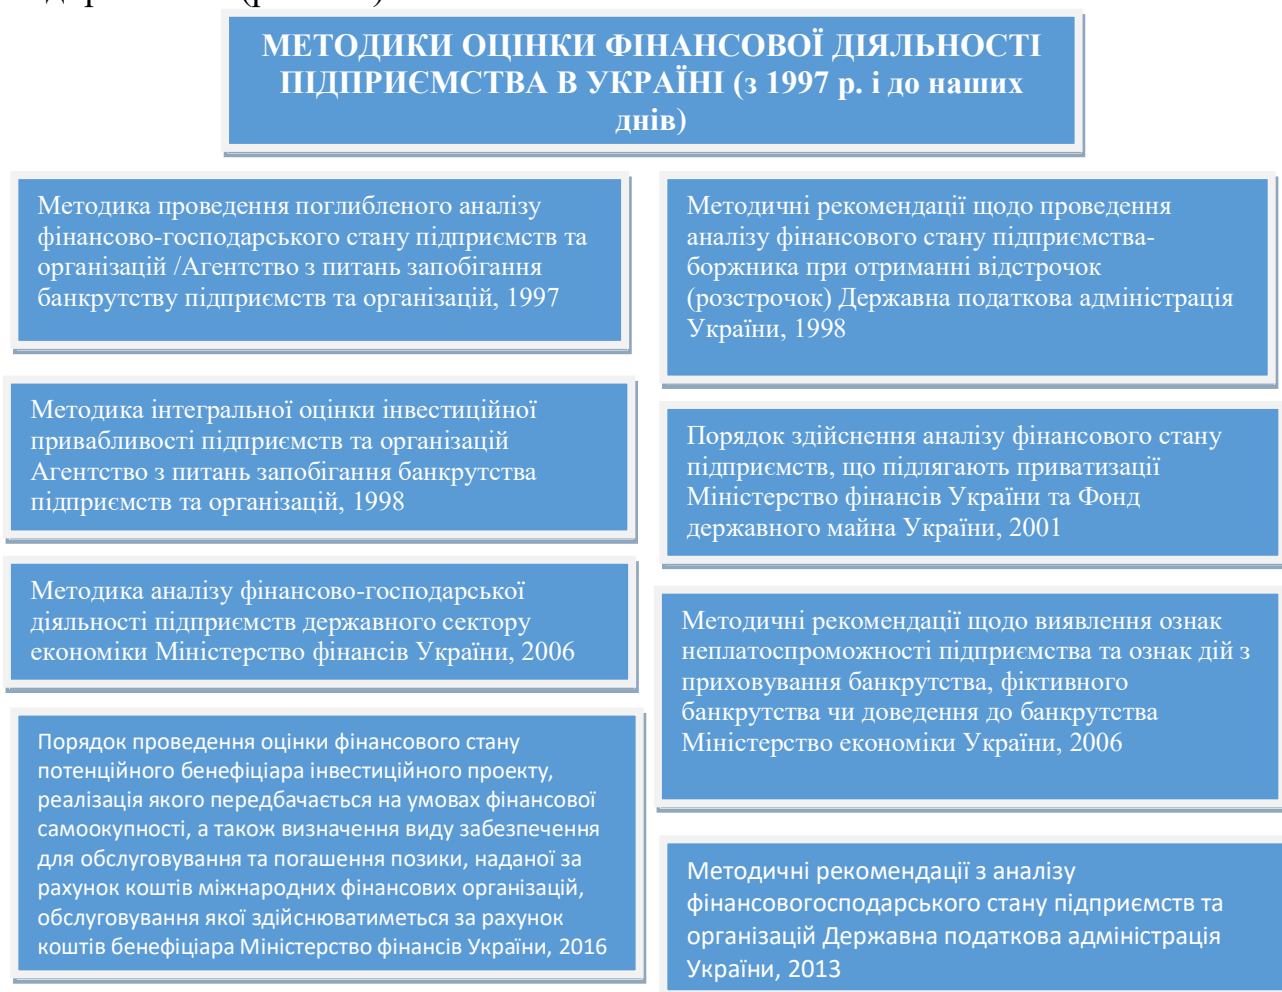 МЕТОДИКИ ОЦІНКИ ФІНАНСОВОЇ ДІЯЛЬНОСТІ
ПІДПРИЄМСТВА В УКРАЇНІ (з 1997 р. і до наших
днів)
Методика проведення поглибленого аналізу
фінансово-господарського стану підприємств та
організацій /Агентство з питань запобігання
банкрутству підприємств та організацій, 1997
Методичні рекомендації щодо проведення
аналізу фінансового стану підприємства-
боржника при отриманні відстрочок
(розстрочок) Державна податкова адміністрація
України, 1998
Методика інтегральної оцінки інвестиційної
привабливості підприємств та організацій
Агентство з питань запобігання банкрутства
підприємств та організацій, 1998
Порядок здійснення аналізу фінансового стану
підприємств, що підлягають приватизації
Міністерство фінансів України та Фонд
державного майна України, 2001
Методика аналізу фінансово-господарської
діяльності підприємств державного сектору
економіки Міністерство фінансів України, 2006
Методичні рекомендації щодо виявлення ознак
неплатоспроможності підприємства та ознак дій з
приховування банкрутства, фіктивного
банкрутства чи доведення до банкрутства
Міністерство економіки України, 2006
Порядок проведення оцінки фінансового стану
потенційного бенефіціара інвестиційного проекту,
реалізація якого передбачається на умовах фінансової
самоокупності, а також визначення виду забезпечення
для обслуговування та погашення позики, наданої за
рахунок коштів міжнародних фінансових організацій,
обслуговування якої здійснюватиметься за рахунок
коштів бенефіціара Міністерство фінансів України, 2016
Методичні рекомендації з аналізу
фінансовогосподарського стану підприємств та
організацій Державна податкова адміністрація
України, 2013